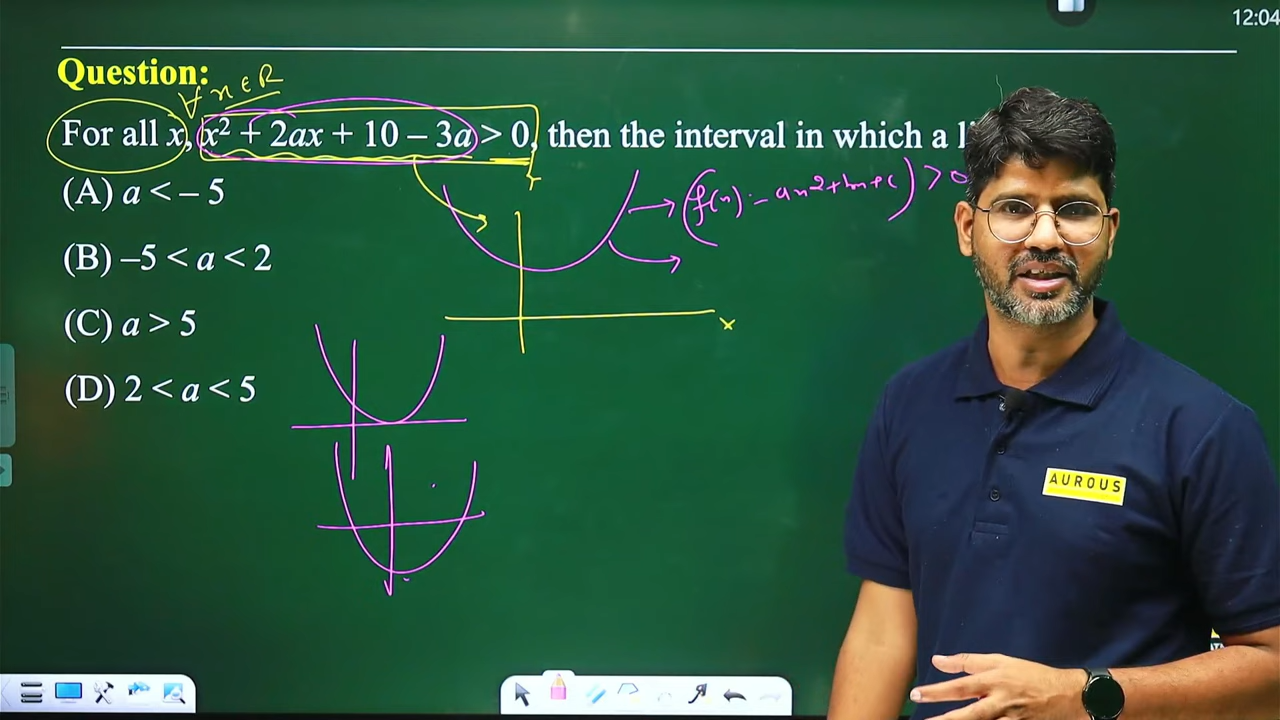 12:04
Question:
∀ x ∈ R
For all x, x² + 2ax + 10 – 3a > 0, then the interval in which a
(A) a < – 5
(f(x) = ax²+bx+c) > 0
(B) –5 < a < 2
(C) a > 5
x
(D) 2 < a < 5
AUROUS